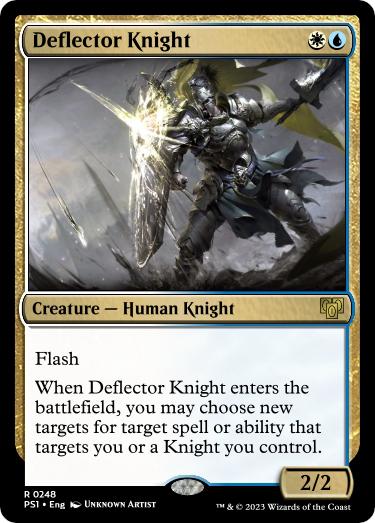 Deflector Knight
Creature — Human Knight
Flash
When Deflector Knight enters the
battlefield, you may choose new
targets for target spell or ability that
targets you or a Knight you control.
2/2
R 0248
PS1 • Eng Unknown Artist
™ & © 2023 Wizards of the Coast